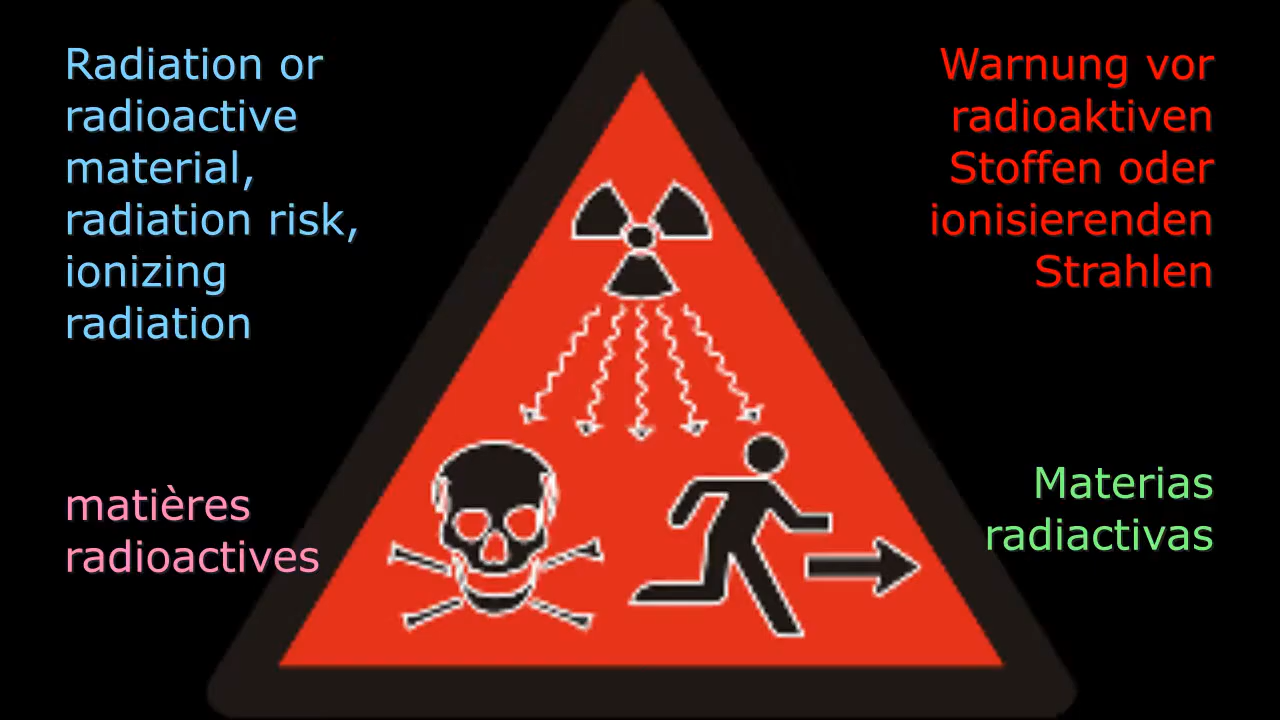 Radiation or
radioactive
material,
radiation risk,
ionizing
radiation
Warnung vor
radioaktiven
Stoffen oder
ionisierenden
Strahlen
matières
radioactives
Materias
radiactivas